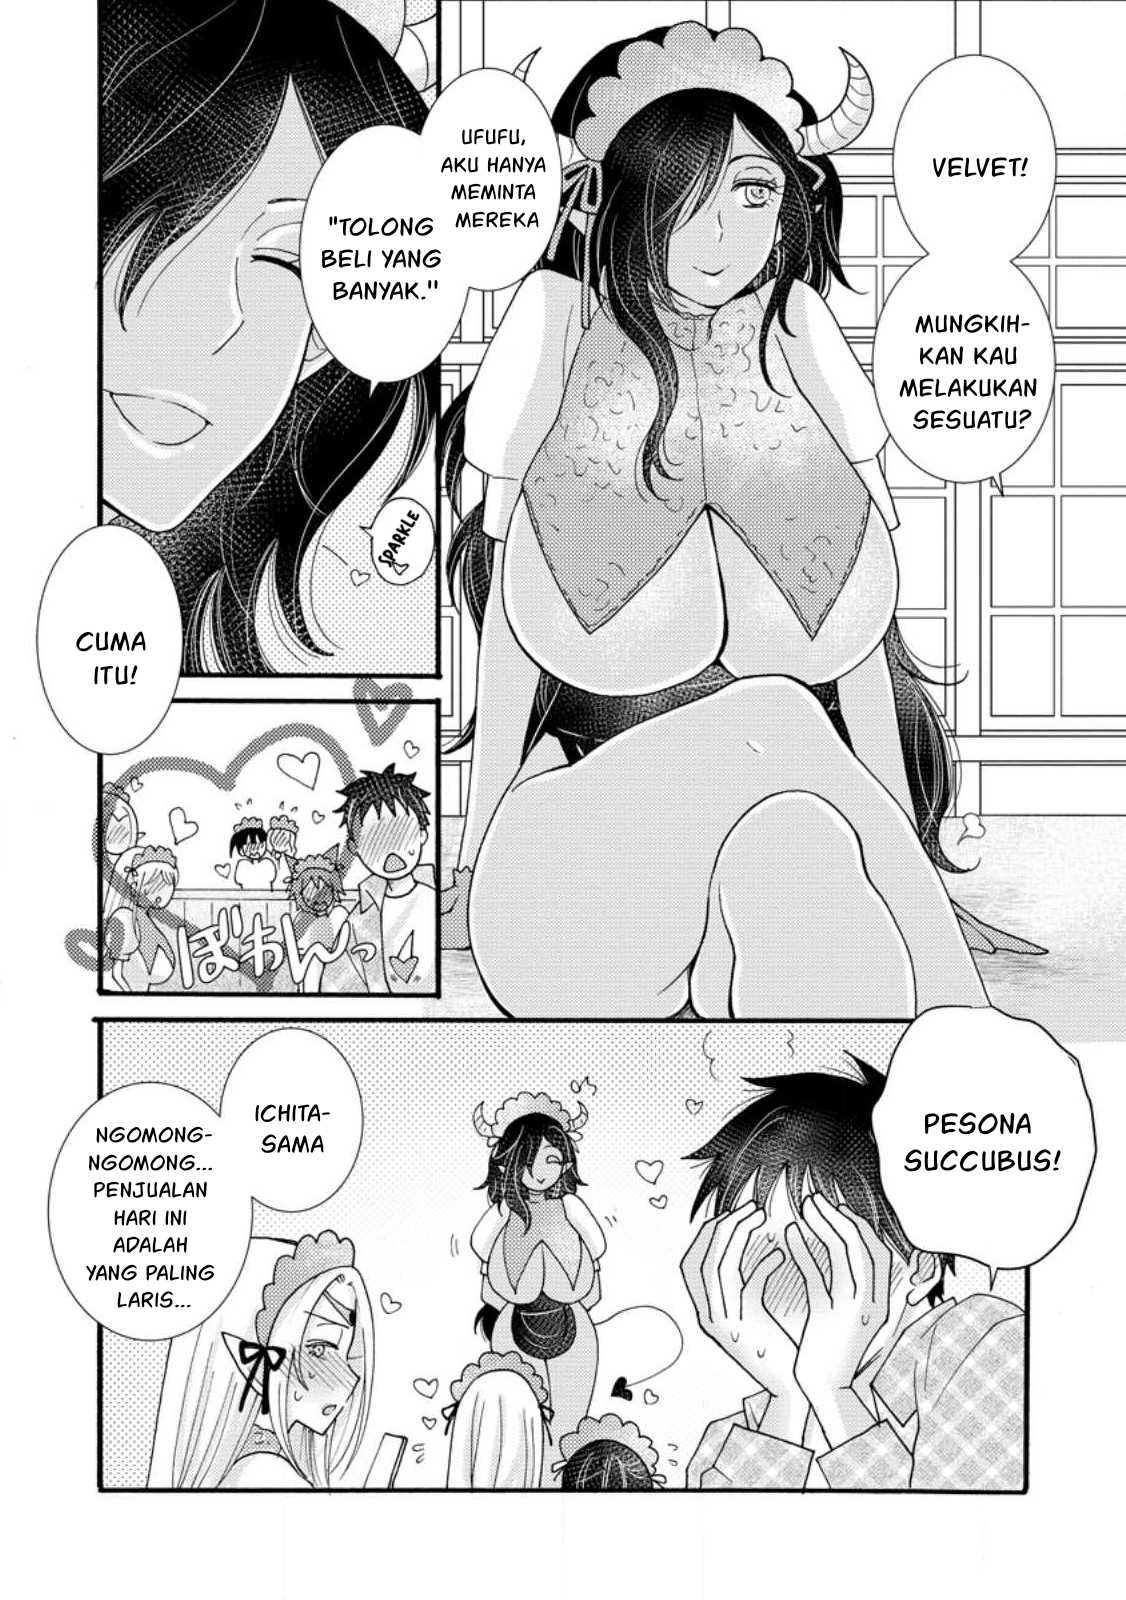 VELVET!
MUNGKIH-
KAN KAU
MELAKUKAN
SESUATU?
UFUFU,
AKU HANYA
MEMINTA
MEREKA
"TOLONG
BELI YANG
BANYAK."
SPARKLE
CUMA
ITU!
ぼわんっ
PESONA
SUCCUBUS!
ICHITA-
SAMA
NGOMONG-
NGOMONG...
PENJUALAN
HARI INI
ADALAH
YANG PALING
LARIS...